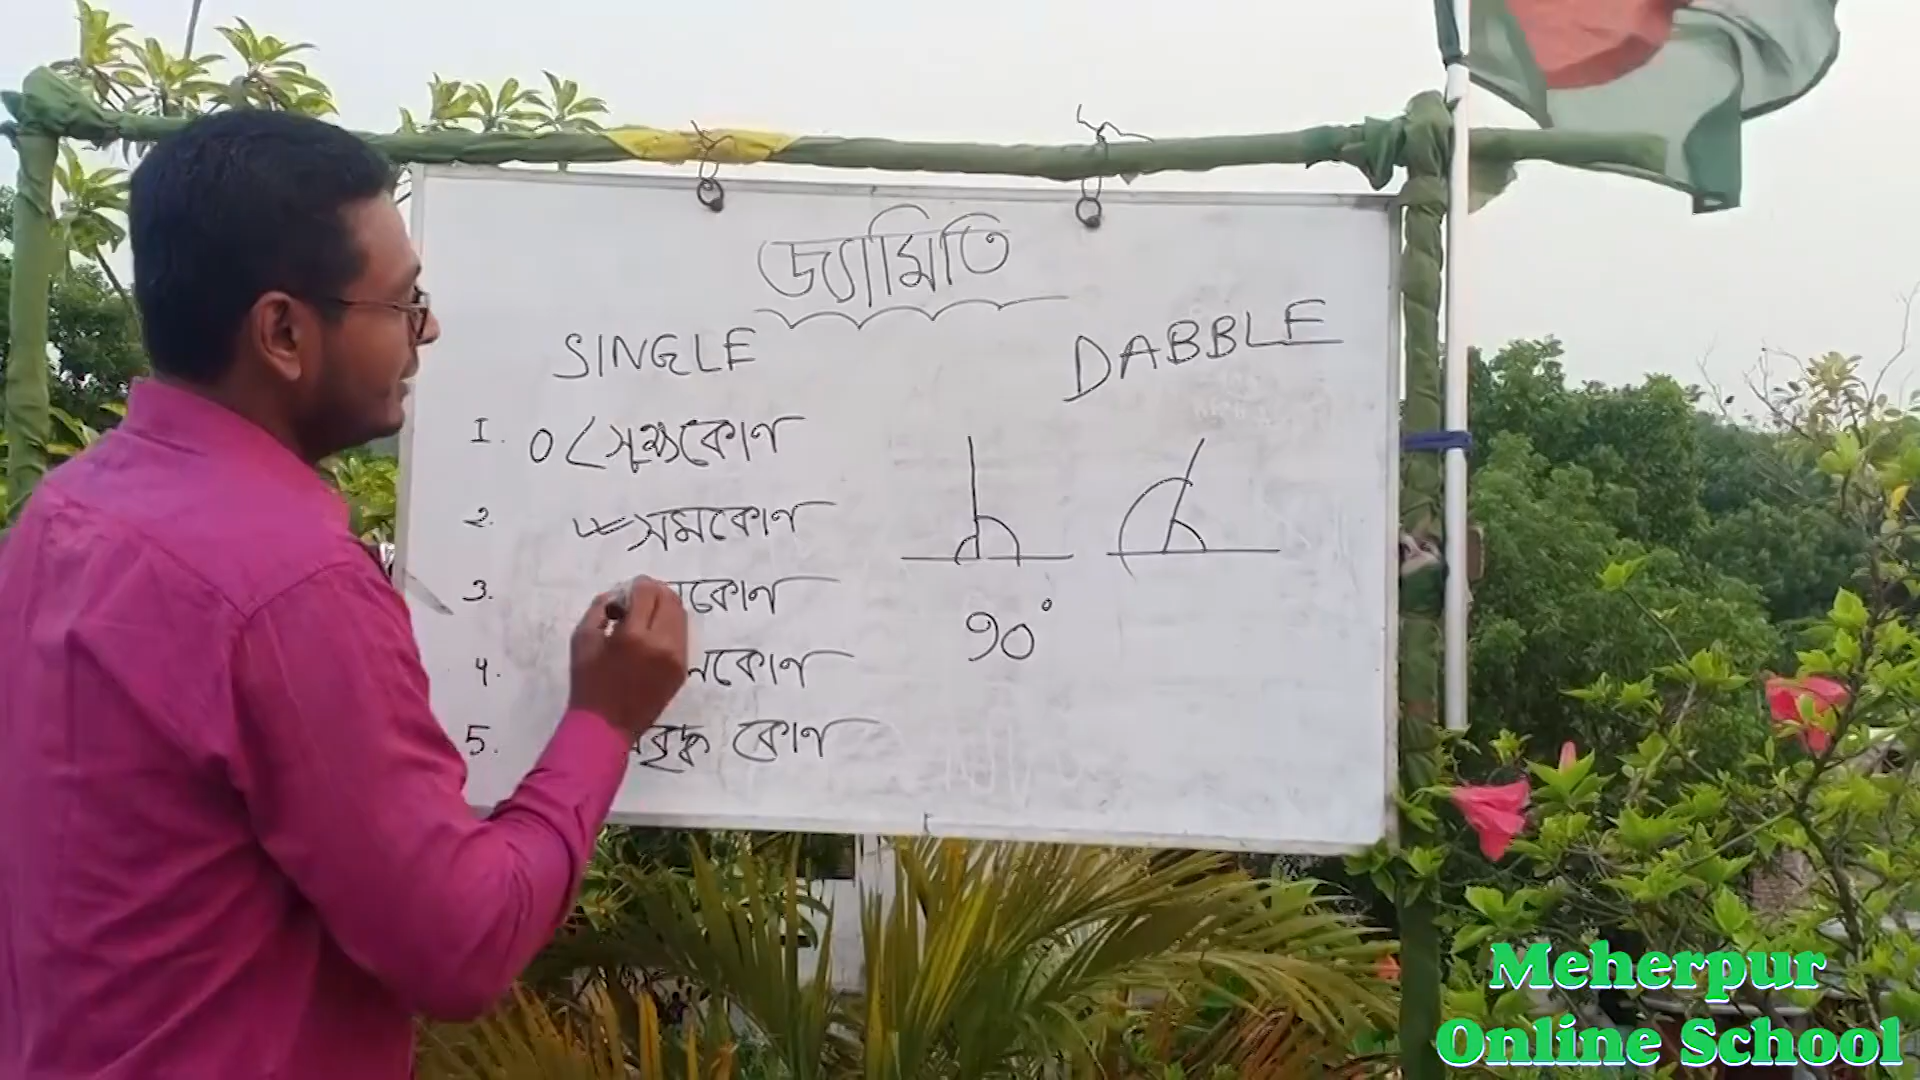 জ্যামিতি
SINGLE DABBLE
1. 0< সূক্ষ্মকোণ
2. সমকোণ
3. কোণ
4. কোণ
5. কোণ
90°
Meherpur
Online School